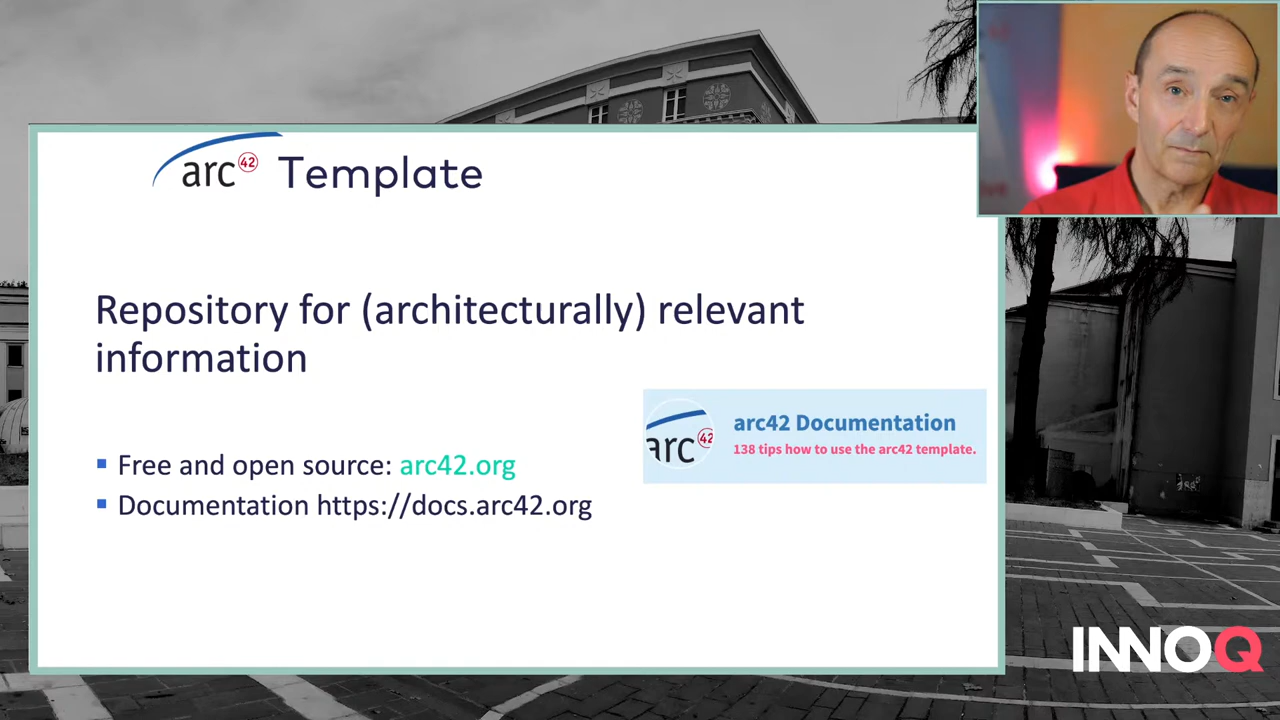 arc42 Template
Repository for (architecturally) relevant
information
Free and open source: arc42.org
Documentation https://docs.arc42.org
arc42
arc42 Documentation
138 tips how to use the arc42 template.
INNOQ